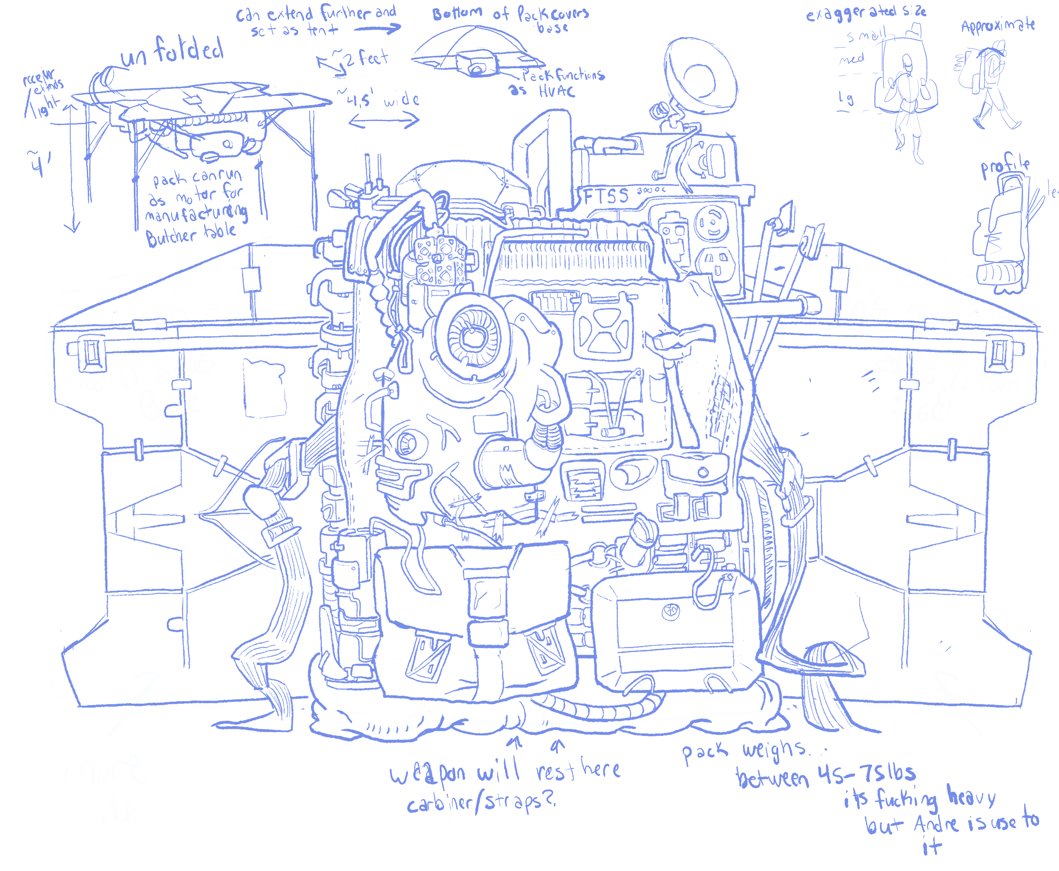 can extend further and
set as tent
Bottom of Pack covers
base
Pack functions
as HVAC
unfolded
~2 feet
~4.5' wide
light
~4'
pack can run
as motor for
manufacturing
Butcher table
exaggerated size
small
med
lg
Approximate
profile
FTSS
weapon will rest here
carbiner/straps?
pack weighs...
between 45-75lbs
its fucking heavy
but Andre is use to
it